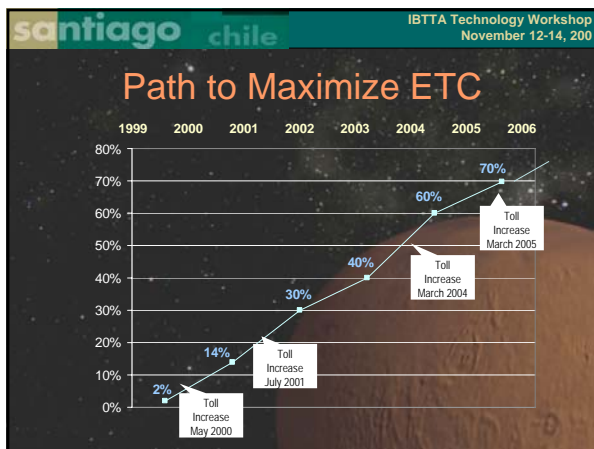 santiago chile
IBTTA Technology Workshop
November 12-14, 200
Path to Maximize ETC
1999 2000 2001 2002 2003 2004 2005 2006
80%
70%
60%
50%
40%
30%
20%
10%
0%
2%
14%
30%
40%
60%
70%
Toll
Increase
May 2000
Toll
Increase
July 2001
Toll
Increase
March 2004
Toll
Increase
March 2005